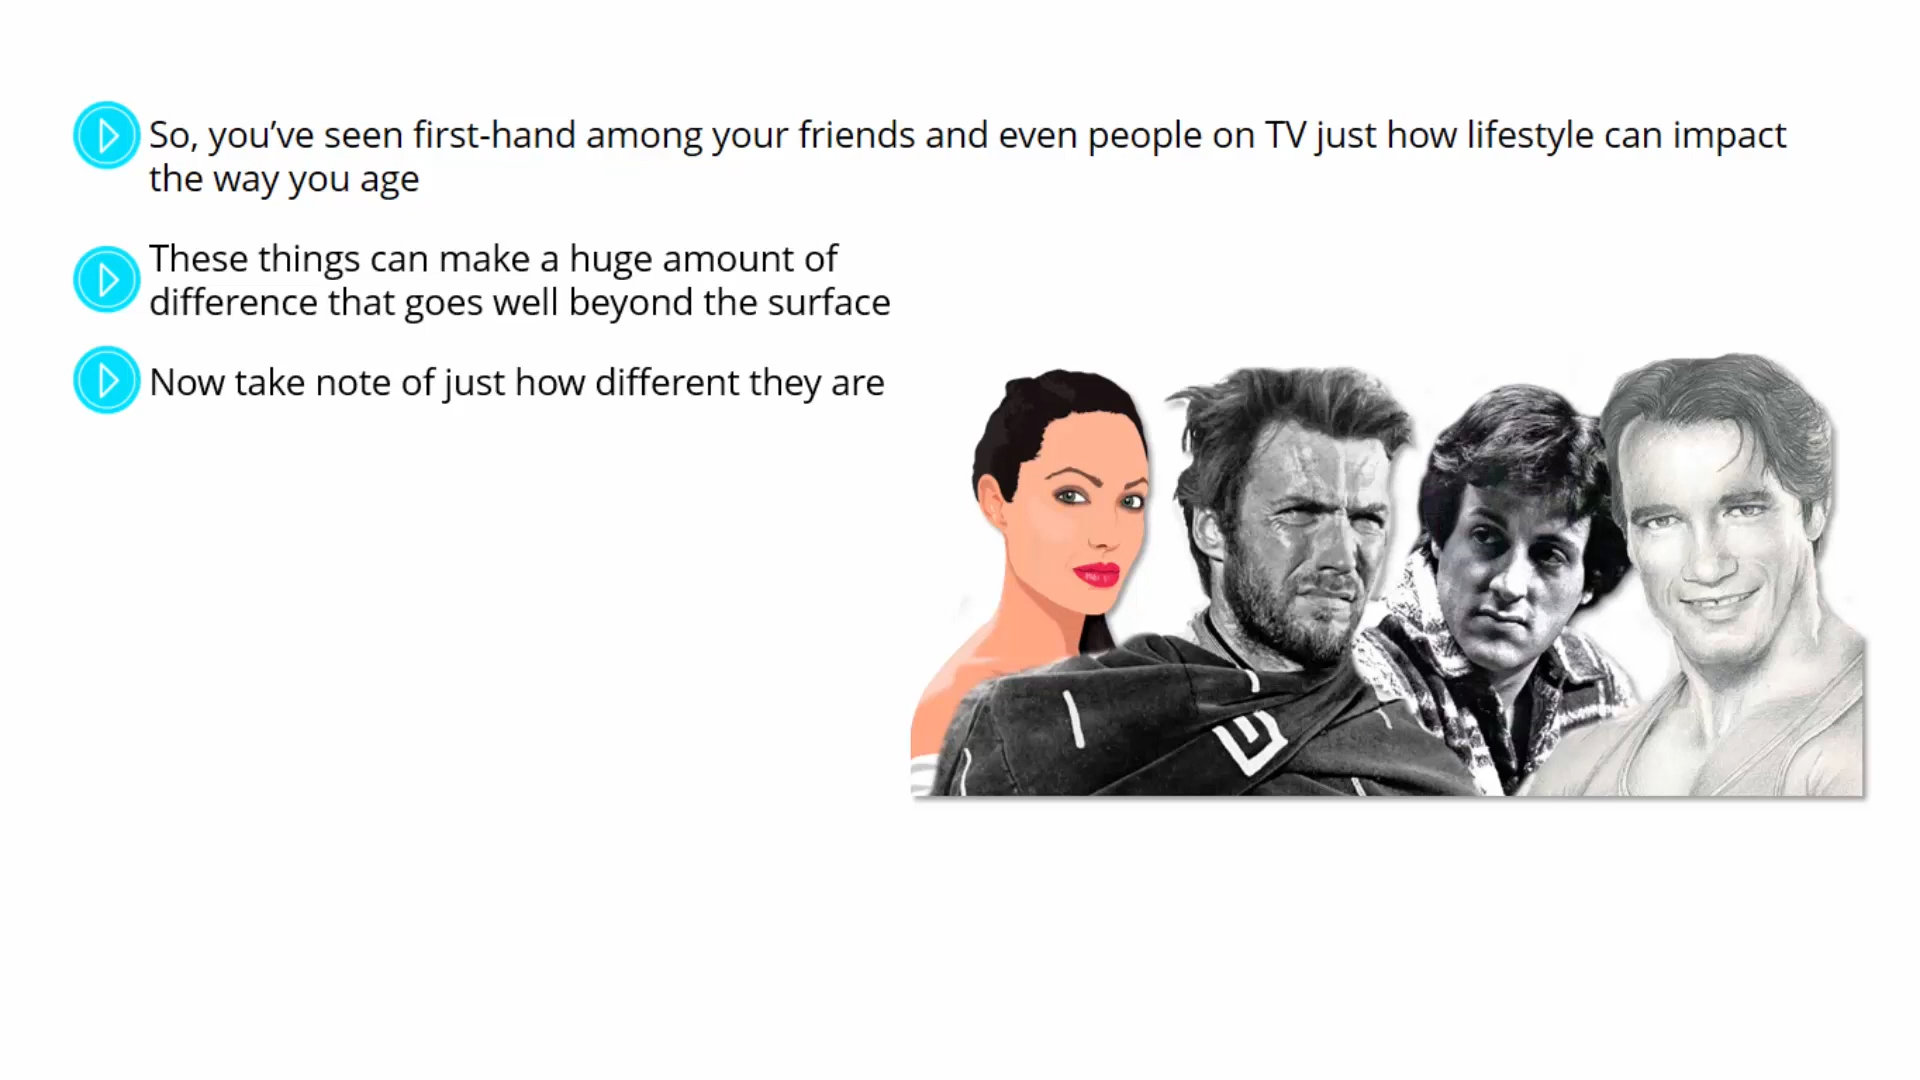 So, you’ve seen first-hand among your friends and even people on TV just how lifestyle can impact
the way you age
These things can make a huge amount of
difference that goes well beyond the surface
Now take note of just how different they are